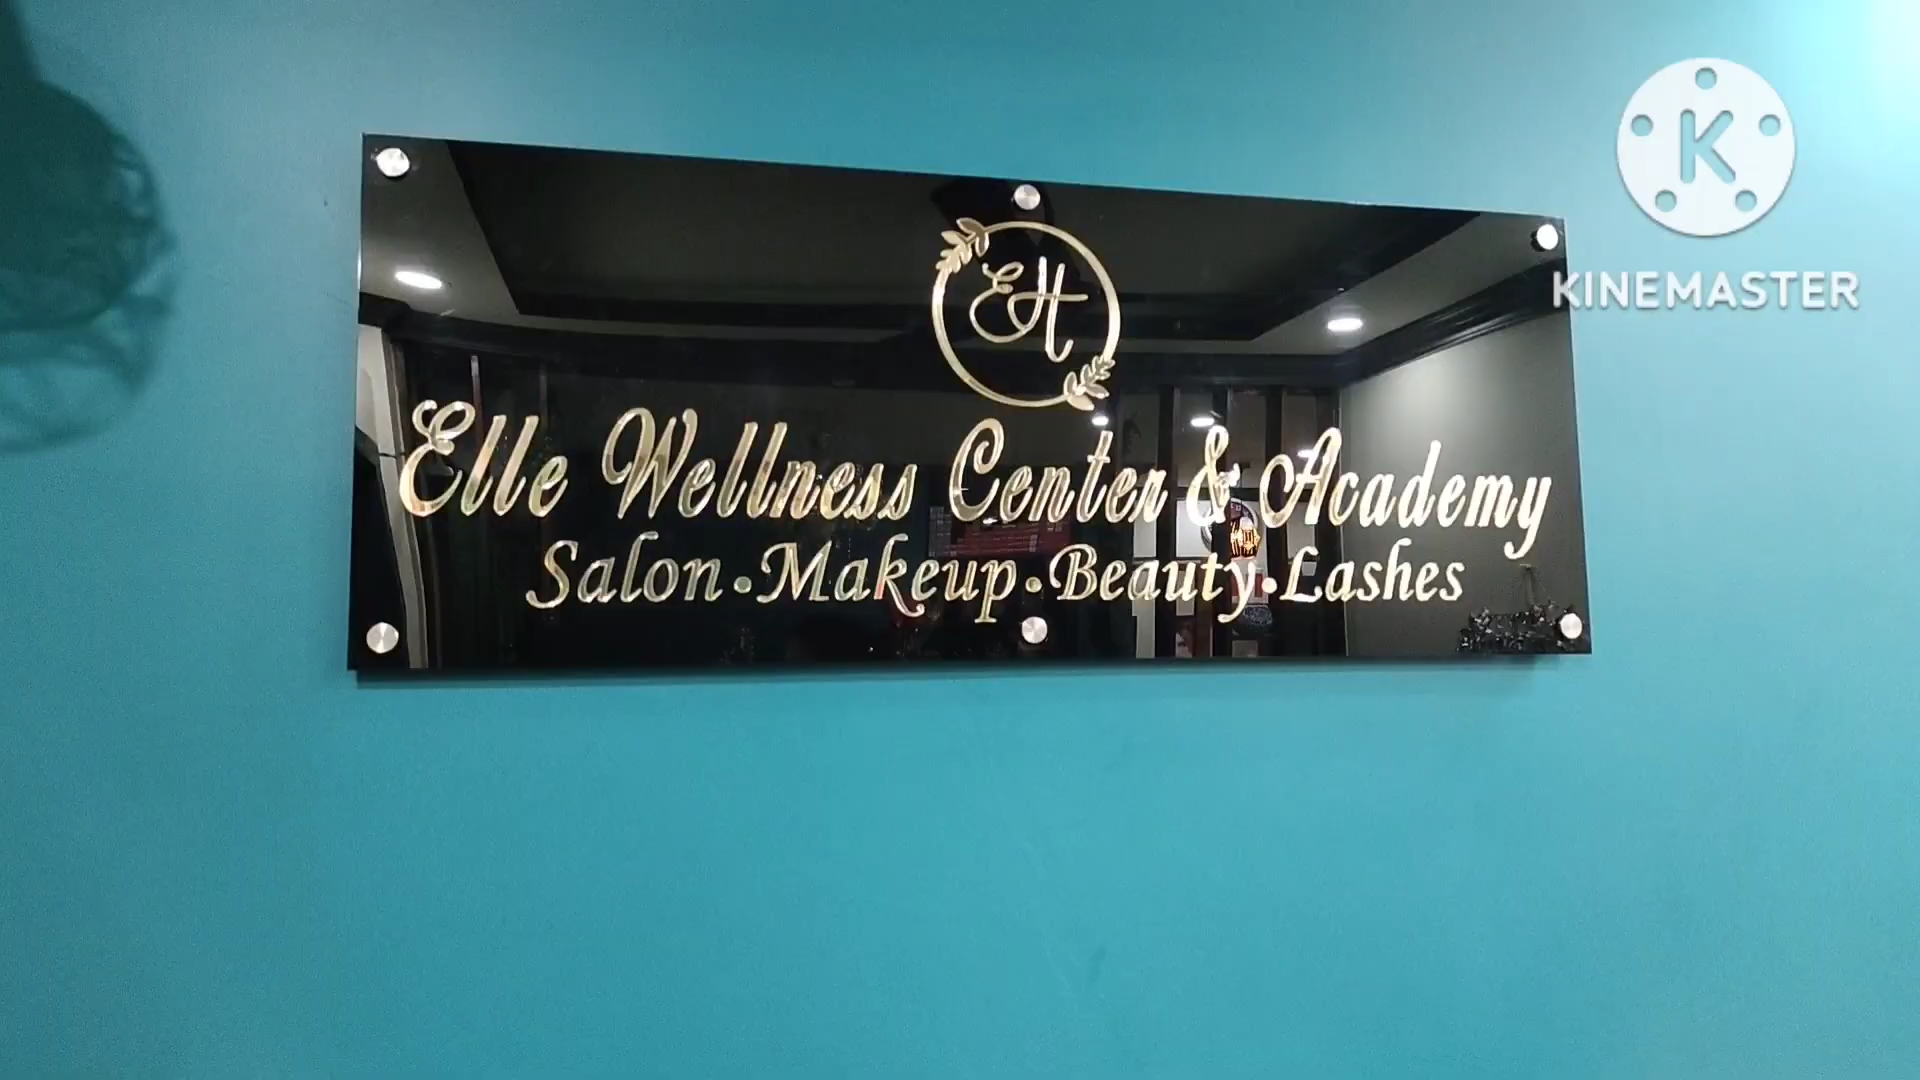 EH
Elle Wellness Center & Academy
Salon • Makeup • Beauty • Lashes
K
KINEMASTER